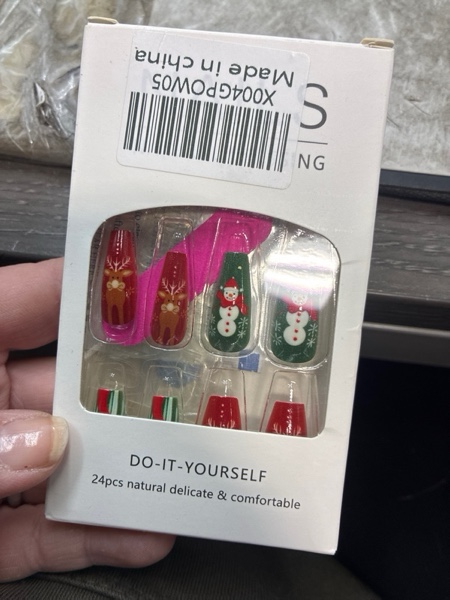 Made in china
X004GPOW05
S
NG
DO-IT-YOURSELF
24pcs natural delicate & comfortable